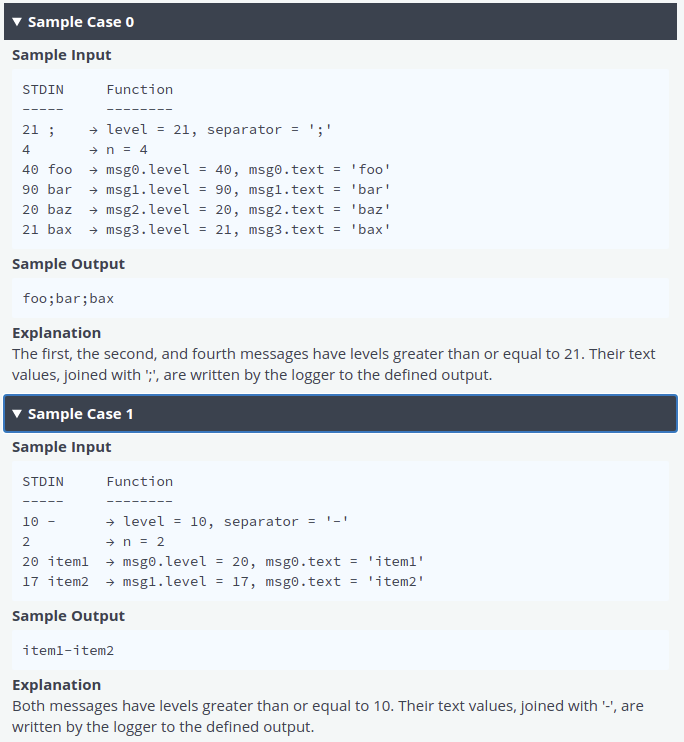 ▼ Sample Case 0
Sample Input
STDIN     Function
-----     --------
21 ;    → level = 21, separator = ';'
4       → n = 4
40 foo  → msg0.level = 40, msg0.text = 'foo'
90 bar  → msg1.level = 90, msg1.text = 'bar'
20 baz  → msg2.level = 20, msg2.text = 'baz'
21 bax  → msg3.level = 21, msg3.text = 'bax'
Sample Output
foo;bar;bax
Explanation
The first, the second, and fourth messages have levels greater than or equal to 21. Their text
values, joined with ';', are written by the logger to the defined output.
▼ Sample Case 1
Sample Input
STDIN     Function
-----     --------
10 -      → level = 10, separator = '-'
2         → n = 2
20 item1  → msg0.level = 20, msg0.text = 'item1'
17 item2  → msg1.level = 17, msg0.text = 'item2'
Sample Output
item1-item2
Explanation
Both messages have levels greater than or equal to 10. Their text values, joined with '-', are
written by the logger to the defined output.